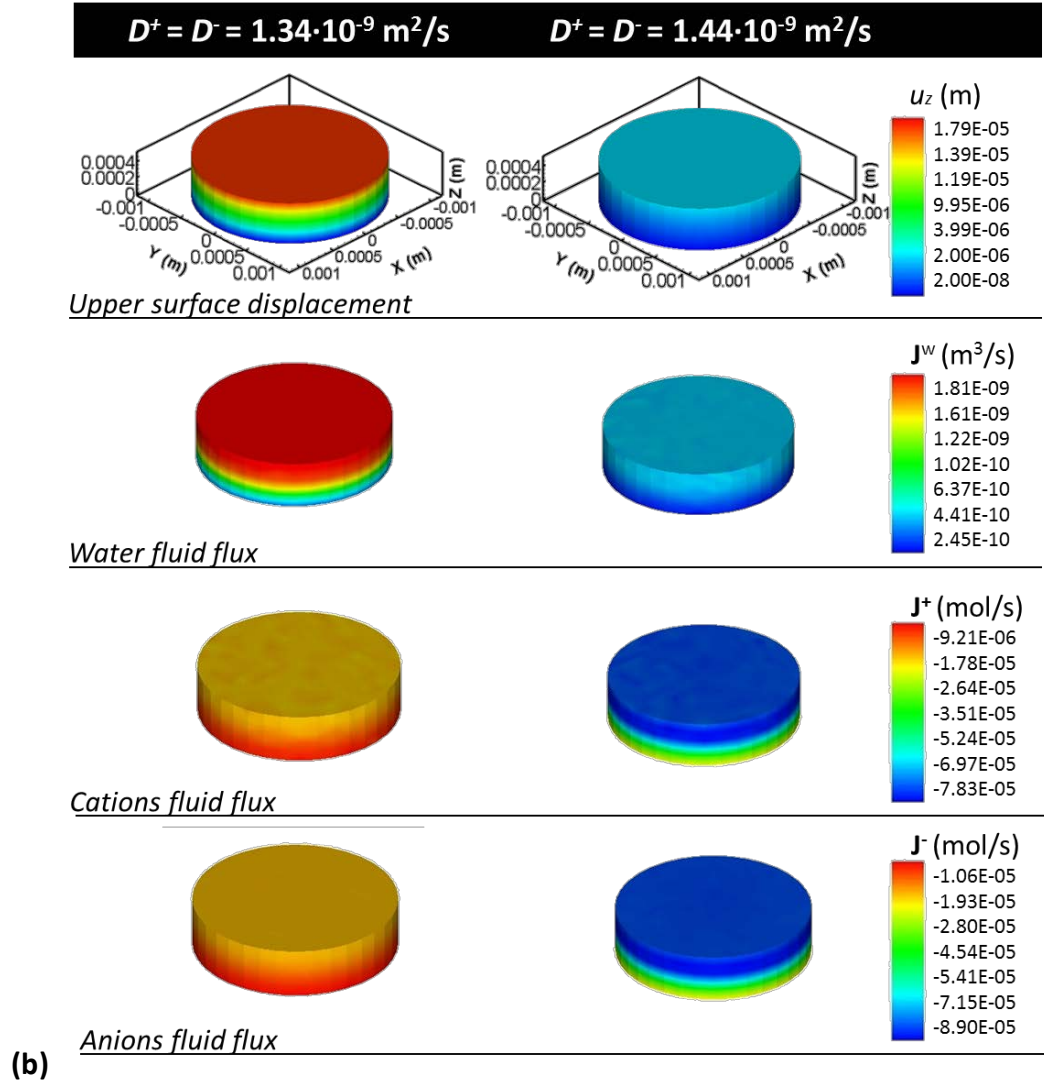 D⁺ = D⁻ = 1.34·10⁻⁹ m²/s D⁺ = D⁻ = 1.44·10⁻⁹ m²/s
u_z (m)
1.79E-05
1.39E-05
1.19E-05
9.95E-06
3.99E-06
2.00E-06
2.00E-08
0.0004
0.0002
0
-0.001
-0.0005
0
0.0005
0.001
Y (m)
0.001
0.0005
0
-0.0005
-0.001
X (m)
Z (m)
0.0004
0.0002
0
-0.001
-0.0005
0
0.0005
0.001
Y (m)
0.001
0.0005
0
-0.0005
-0.001
X (m)
Z (m)
Upper surface displacement
Jʷ (m³/s)
1.81E-09
1.61E-09
1.22E-09
1.02E-10
6.37E-10
4.41E-10
2.45E-10
Water fluid flux
J⁺ (mol/s)
-9.21E-06
-1.78E-05
-2.64E-05
-3.51E-05
-5.24E-05
-6.97E-05
-7.83E-05
Cations fluid flux
J⁻ (mol/s)
-1.06E-05
-1.93E-05
-2.80E-05
-4.54E-05
-5.41E-05
-7.15E-05
-8.90E-05
Anions fluid flux
(b)